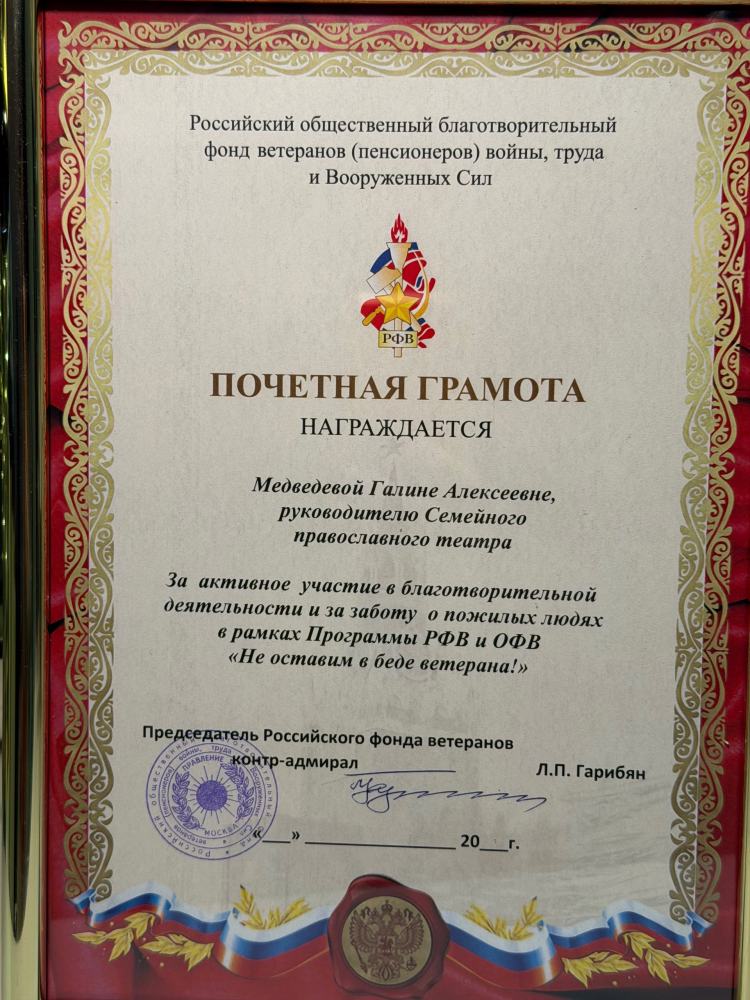 Российский общественный благотворительный
фонд ветеранов (пенсионеров) войны, труда
и Вооруженных Сил
РФВ
ПОЧЕТНАЯ ГРАМОТА
НАГРАЖДАЕТСЯ
Медведевой Галине Алексеевне,
руководителю Семейного
православного театра
За активное участие в благотворительной
деятельности и за заботу о пожилых людях
в рамках Программы РФВ и ОФВ
«Не оставим в беде ветерана!»
Председатель Российского фонда ветеранов
контр-адмирал
Л.П. Гарибян
ПРАВЛЕНИЕ
МОСКВА
«___» ________________ 20___г.